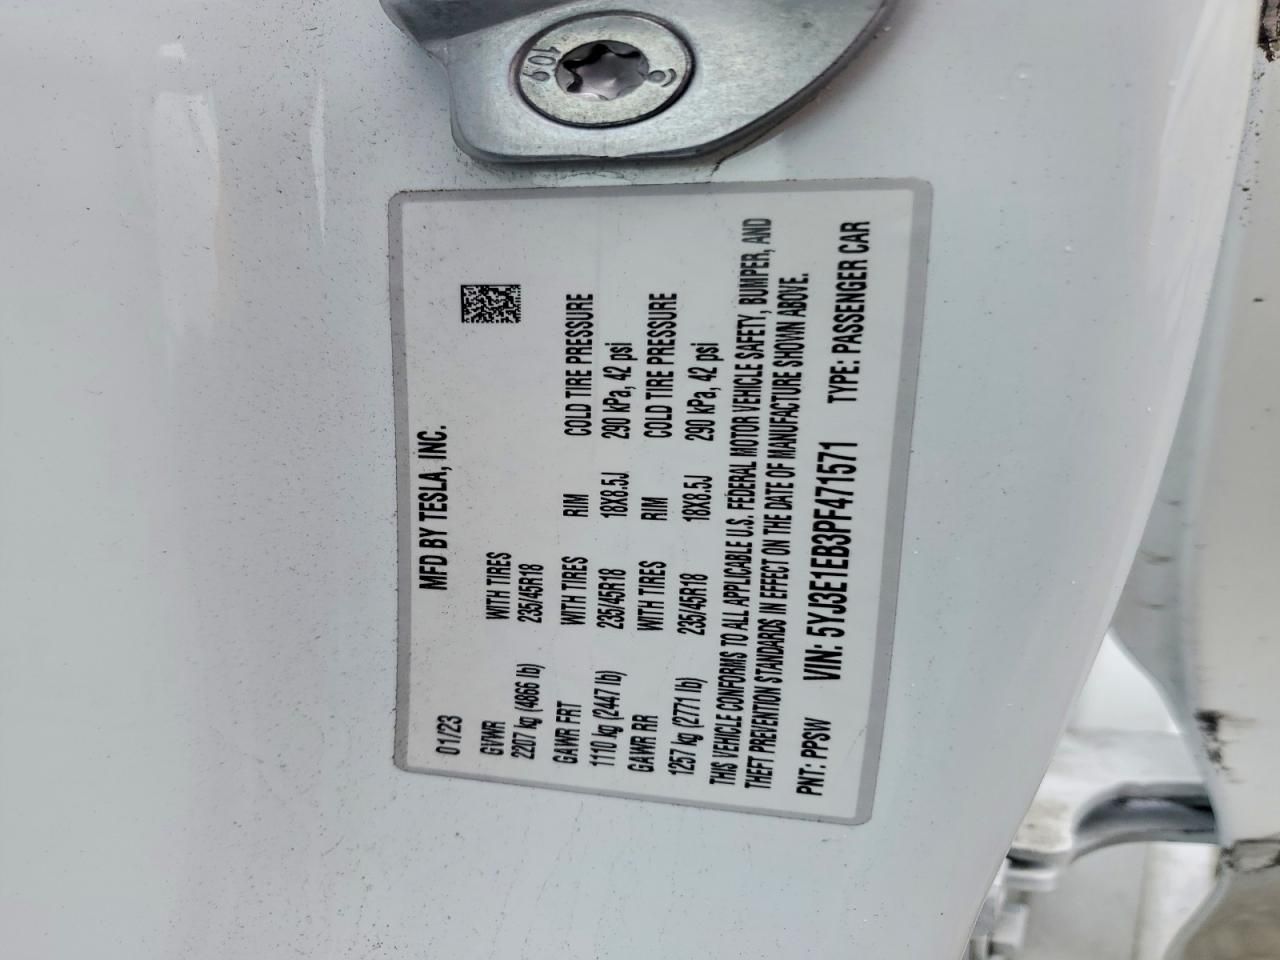 10.9
MFD BY TESLA, INC.
01/23
GVWR WITH TIRES
2207 kg (4866 lb) 235/45R18
GAWR FRT WITH TIRES RIM COLD TIRE PRESSURE
1110 kg (2447 lb) 235/45R18 18X8.5J 290 kPa, 42 psi
GAWR RR WITH TIRES RIM COLD TIRE PRESSURE
1257 kg (2771 lb) 235/45R18 18X8.5J 290 kPa, 42 psi
THIS VEHICLE CONFORMS TO ALL APPLICABLE U.S. FEDERAL MOTOR VEHICLE SAFETY, BUMPER, AND
THEFT PREVENTION STANDARDS IN EFFECT ON THE DATE OF MANUFACTURE SHOWN ABOVE.
PNT: PPSW VIN: 5YJ3E1EB3PF471571 TYPE: PASSENGER CAR